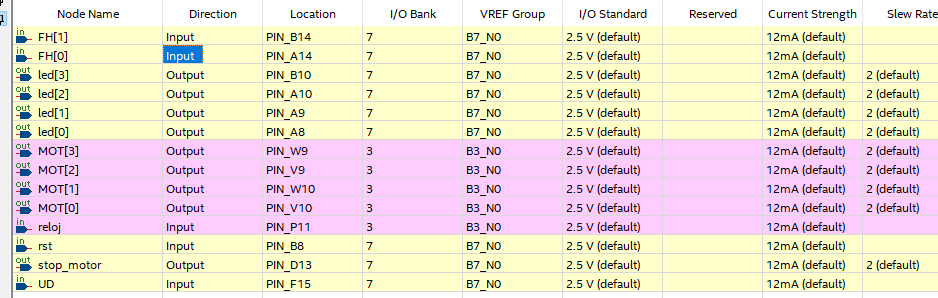 Node Name Direction Location I/O Bank VREF Group I/O Standard Reserved Current Strength Slew Rate
in FH[1] Input PIN_B14 7 B7_N0 2.5 V (default) 12mA (default)
in FH[0] Input PIN_A14 7 B7_N0 2.5 V (default) 12mA (default)
out led[3] Output PIN_B10 7 B7_N0 2.5 V (default) 12mA (default) 2 (default)
out led[2] Output PIN_A10 7 B7_N0 2.5 V (default) 12mA (default) 2 (default)
out led[1] Output PIN_A9 7 B7_N0 2.5 V (default) 12mA (default) 2 (default)
out led[0] Output PIN_A8 7 B7_N0 2.5 V (default) 12mA (default) 2 (default)
out MOT[3] Output PIN_W9 3 B3_N0 2.5 V (default) 12mA (default) 2 (default)
out MOT[2] Output PIN_V9 3 B3_N0 2.5 V (default) 12mA (default) 2 (default)
out MOT[1] Output PIN_W10 3 B3_N0 2.5 V (default) 12mA (default) 2 (default)
out MOT[0] Output PIN_V10 3 B3_N0 2.5 V (default) 12mA (default) 2 (default)
in reloj Input PIN_P11 3 B3_N0 2.5 V (default) 12mA (default)
in rst Input PIN_B8 7 B7_N0 2.5 V (default) 12mA (default)
out stop_motor Output PIN_D13 7 B7_N0 2.5 V (default) 12mA (default) 2 (default)
in UD Input PIN_F15 7 B7_N0 2.5 V (default) 12mA (default)